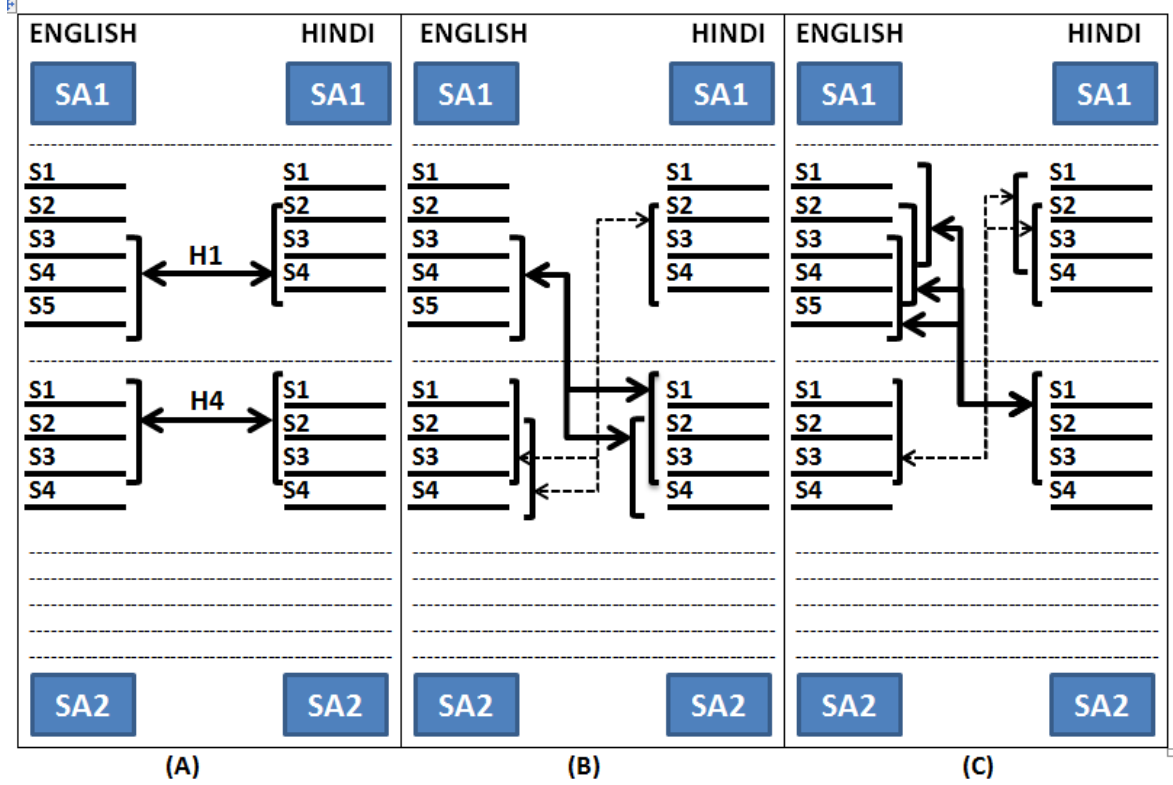 ENGLISH HINDI ENGLISH HINDI ENGLISH HINDI
SA1 SA1 SA1 SA1 SA1 SA1
S1 S1 S1 S1 S1 S1
S2 S2 S2 S2 S2 S2
S3 S3 S3 S3 S3 S3
H1
S4 S4 S4 S4 S4 S4
S5 S5 S5
S1 S1 S1 S1 S1 S1
H4
S2 S2 S2 S2 S2 S2
S3 S3 S3 S3 S3 S3
S4 S4 S4 S4 S4 S4
SA2 SA2 SA2 SA2 SA2 SA2
(A) (B) (C)